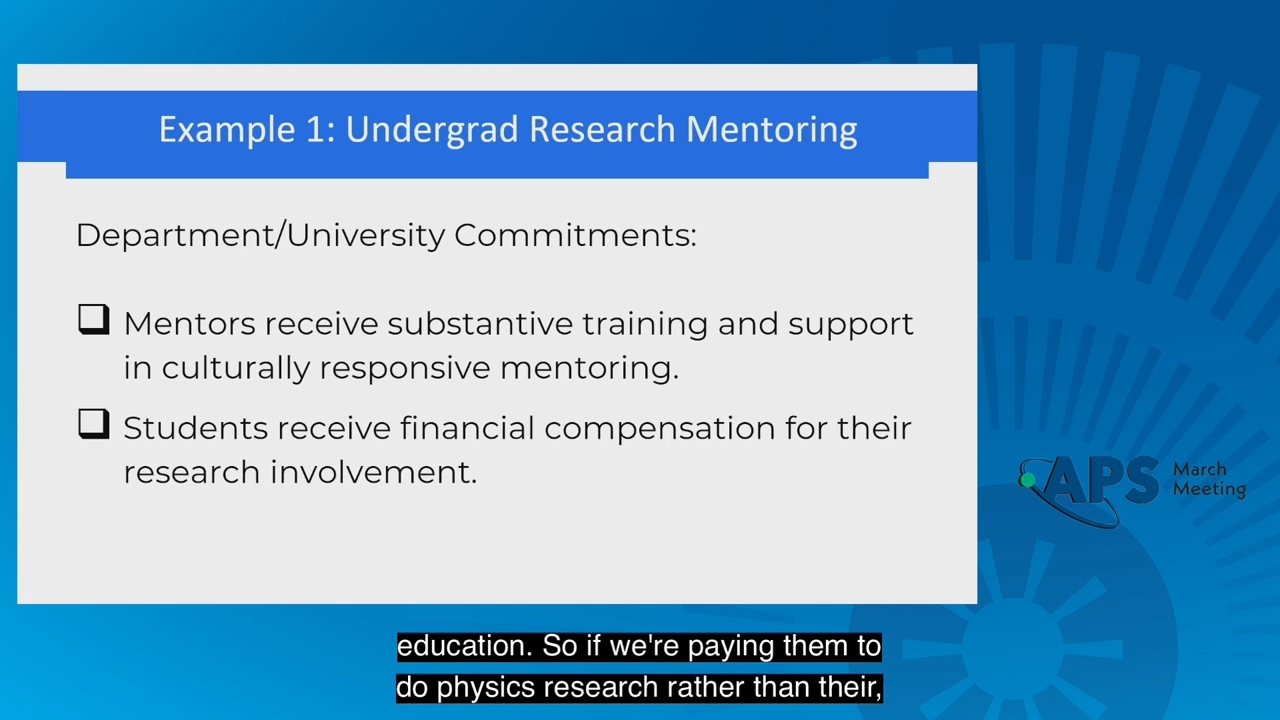 Example 1: Undergrad Research Mentoring
Department/University Commitments:
Mentors receive substantive training and support
in culturally responsive mentoring.
Students receive financial compensation for their
research involvement.
APS March
Meeting
education. So if we're paying them to
do physics research rather than their,